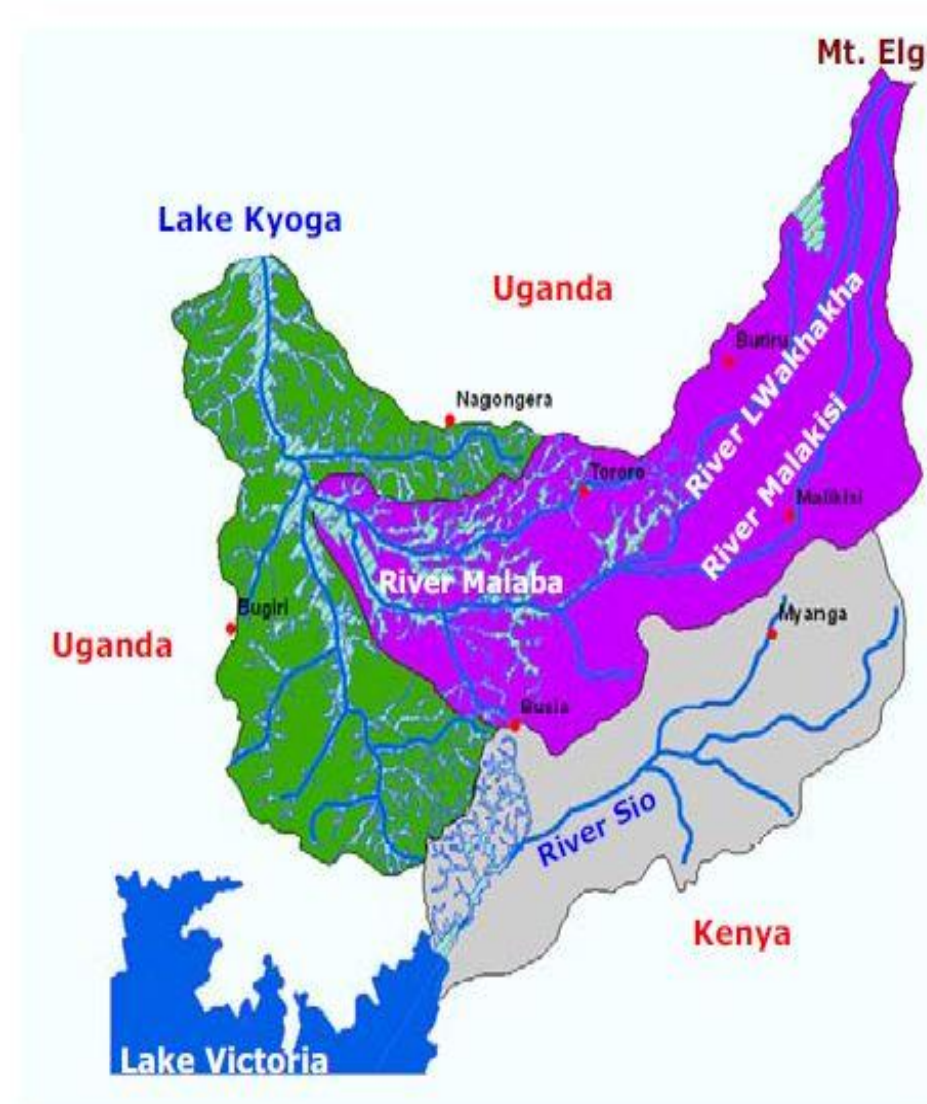 Mt. Elg
Lake Kyoga
Uganda
Butiru
River LWakhakha
Nagongera
River Malakisi
Tororo
Malikisi
River Malaba
Bugiri
Uganda
Myanga
Busia
River Sio
Kenya
Lake Victoria